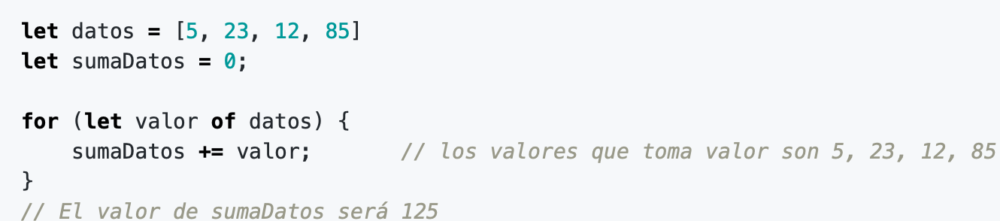 let datos = [5, 23, 12, 85]
let sumaDatos = 0;
for (let valor of datos) {
    sumaDatos += valor;       // los valores que toma valor son 5, 23, 12, 85
}
// El valor de sumaDatos será 125